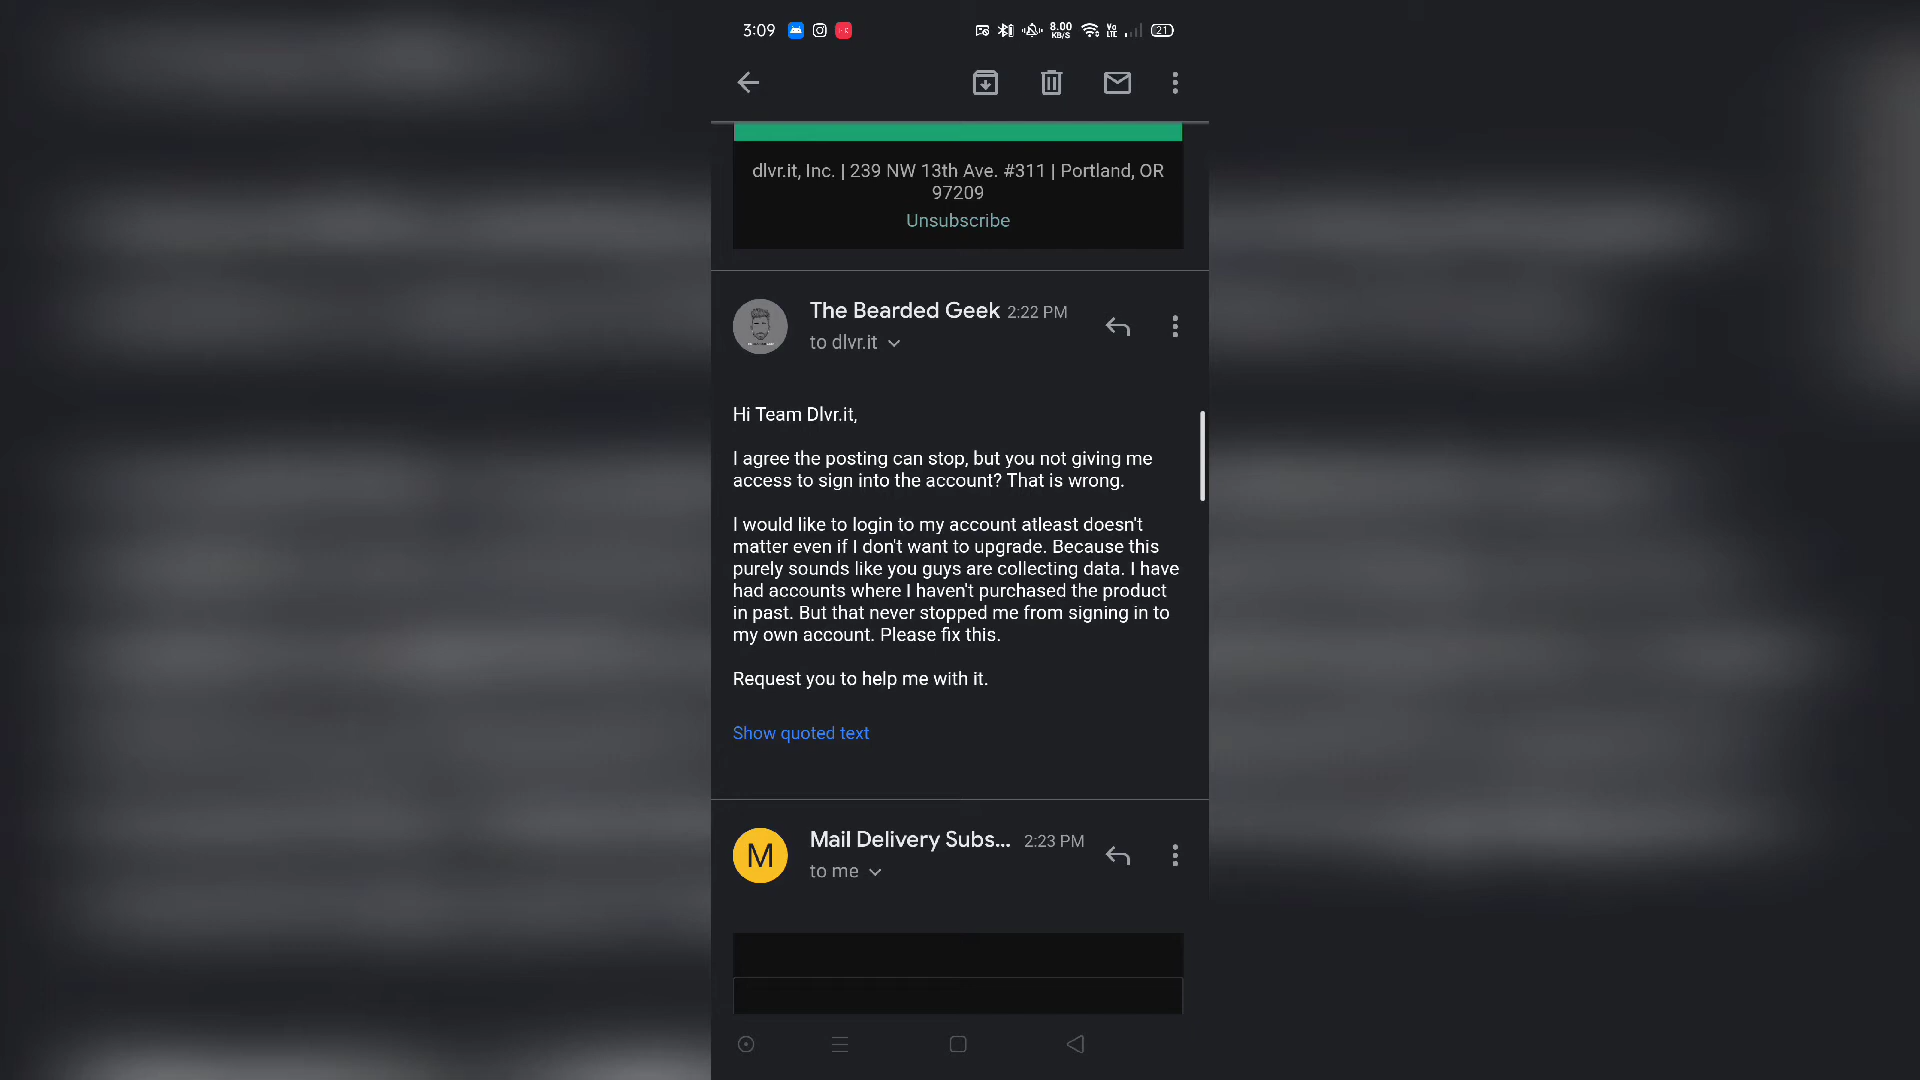 3:09
8.00
KB/S
Vo
LTE
21
dlvr.it, Inc. | 239 NW 13th Ave. #311 | Portland, OR
97209
Unsubscribe
The Bearded Geek 2:22 PM
to dlvr.it
Hi Team Dlvr.it,
I agree the posting can stop, but you not giving me
access to sign into the account? That is wrong.
I would like to login to my account atleast doesn't
matter even if I don't want to upgrade. Because this
purely sounds like you guys are collecting data. I have
had accounts where I haven't purchased the product
in past. But that never stopped me from signing in to
my own account. Please fix this.
Request you to help me with it.
Show quoted text
M
Mail Delivery Subs... 2:23 PM
to me